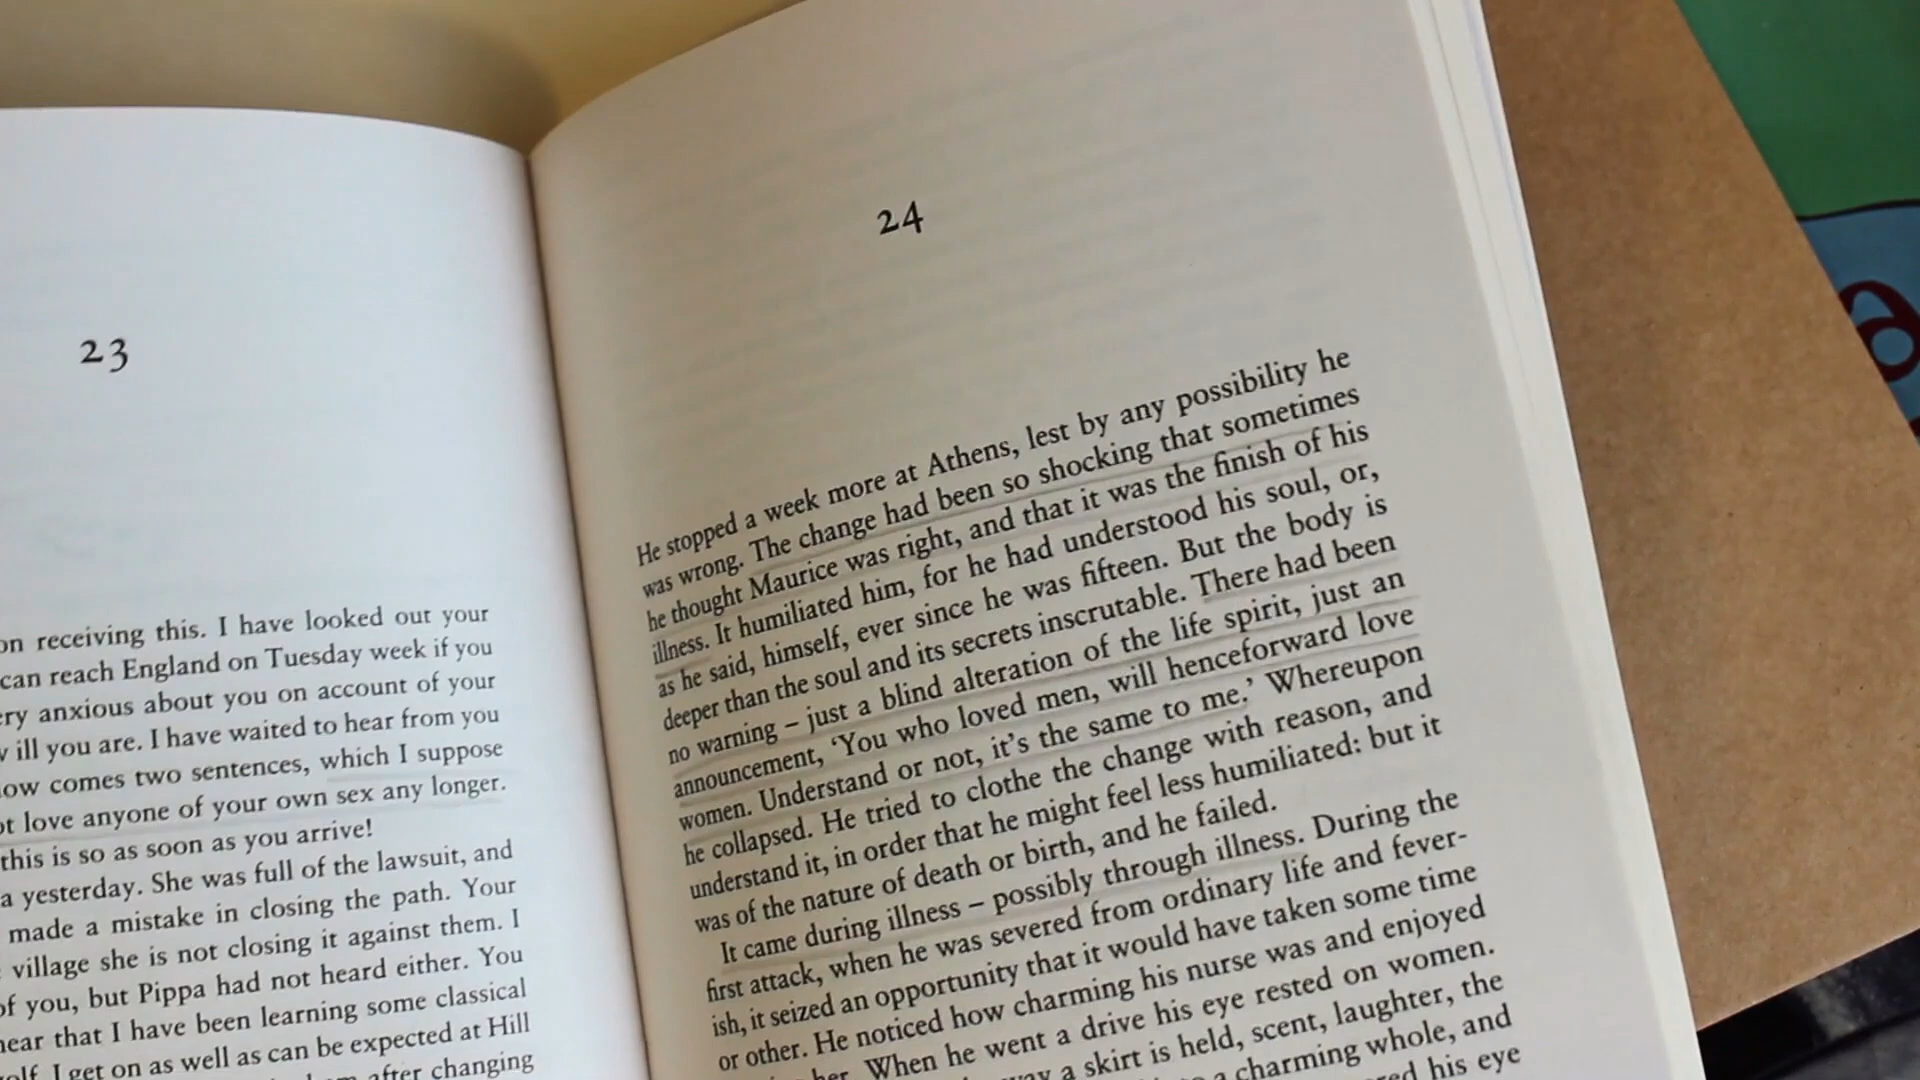 23
on receiving this. I have looked out your
can reach England on Tuesday week if you
ry anxious about you on account of your
ill you are. I have waited to hear from you
ow comes two sentences, which I suppose
ot love anyone of your own sex any longer.
this is so as soon as you arrive!
a yesterday. She was full of the lawsuit, and
made a mistake in closing the path. Your
village she is not closing it against them. I
of you, but Pippa had not heard either. You
hear that I have been learning some classical
I get on as well as can be expected at Hill
after changing
24
He stopped a week more at Athens, lest by any possibility he
was wrong. The change had been so shocking that sometimes
he thought Maurice was right, and that it was the finish of his
illness. It humiliated him, for he had understood his soul, or,
as he said, himself, ever since he was fifteen. But the body is
deeper than the soul and its secrets inscrutable. There had been
no warning – just a blind alteration of the life spirit, just an
announcement, ‘You who loved men, will henceforward love
women. Understand or not, it’s the same to me.’ Whereupon
he collapsed. He tried to clothe the change with reason, and
understand it, in order that he might feel less humiliated: but it
was of the nature of death or birth, and he failed.
It came during illness – possibly through illness. During the
first attack, when he was severed from ordinary life and fever-
ish, it seized an opportunity that it would have taken some time
or other. He noticed how charming his nurse was and enjoyed
her. When he went a drive his eye rested on women.
a skirt is held, scent, laughter, the
a charming whole, and
his eye